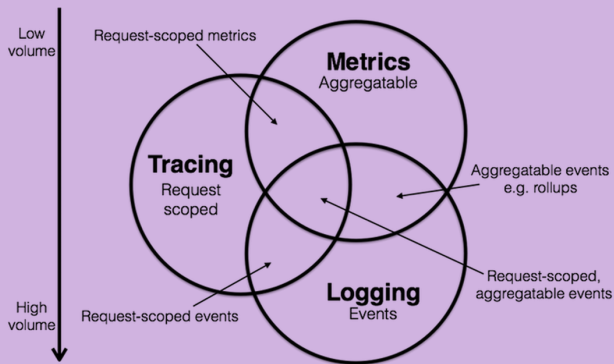 Low
volume
Request-scoped metrics
Metrics
Aggregatable
Tracing
Request
scoped
Aggregatable events
e.g. rollups
Request-scoped,
aggregatable events
Logging
Events
Request-scoped events
High
volume